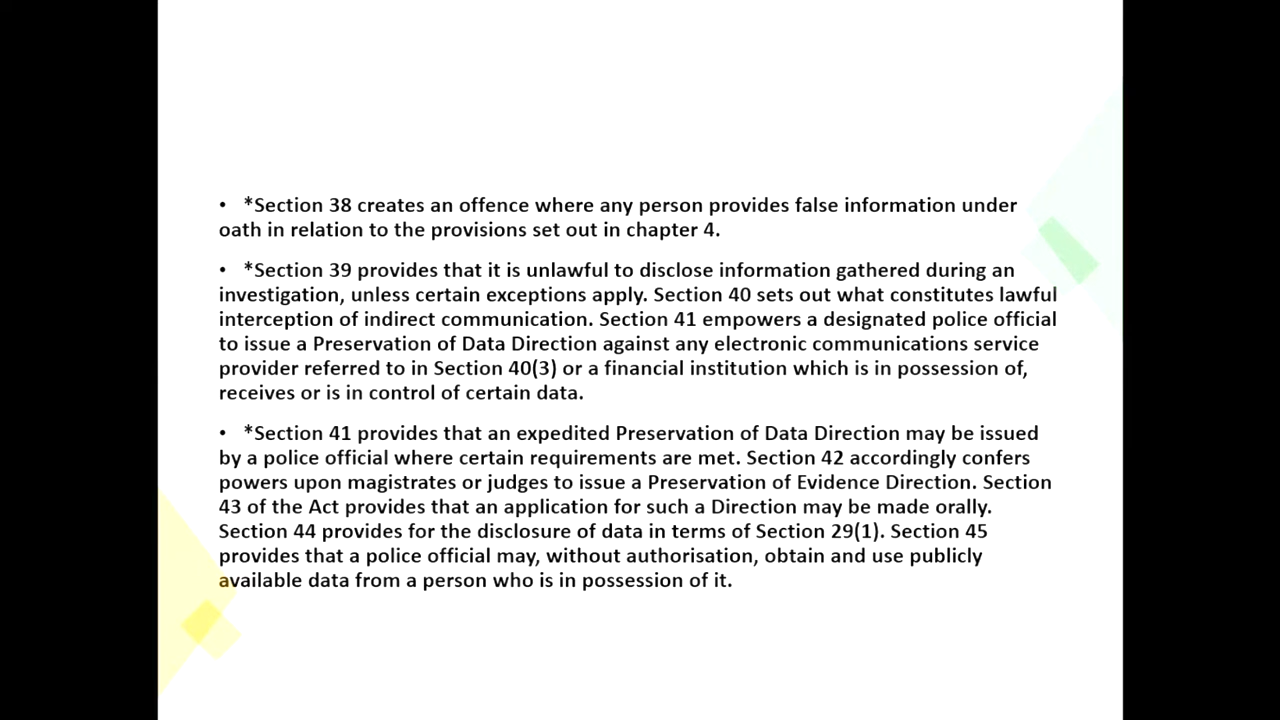 • *Section 38 creates an offence where any person provides false information under
oath in relation to the provisions set out in chapter 4.
• *Section 39 provides that it is unlawful to disclose information gathered during an
investigation, unless certain exceptions apply. Section 40 sets out what constitutes lawful
interception of indirect communication. Section 41 empowers a designated police official
to issue a Preservation of Data Direction against any electronic communications service
provider referred to in Section 40(3) or a financial institution which is in possession of,
receives or is in control of certain data.
• *Section 41 provides that an expedited Preservation of Data Direction may be issued
by a police official where certain requirements are met. Section 42 accordingly confers
powers upon magistrates or judges to issue a Preservation of Evidence Direction. Section
43 of the Act provides that an application for such a Direction may be made orally.
Section 44 provides for the disclosure of data in terms of Section 29(1). Section 45
provides that a police official may, without authorisation, obtain and use publicly
available data from a person who is in possession of it.